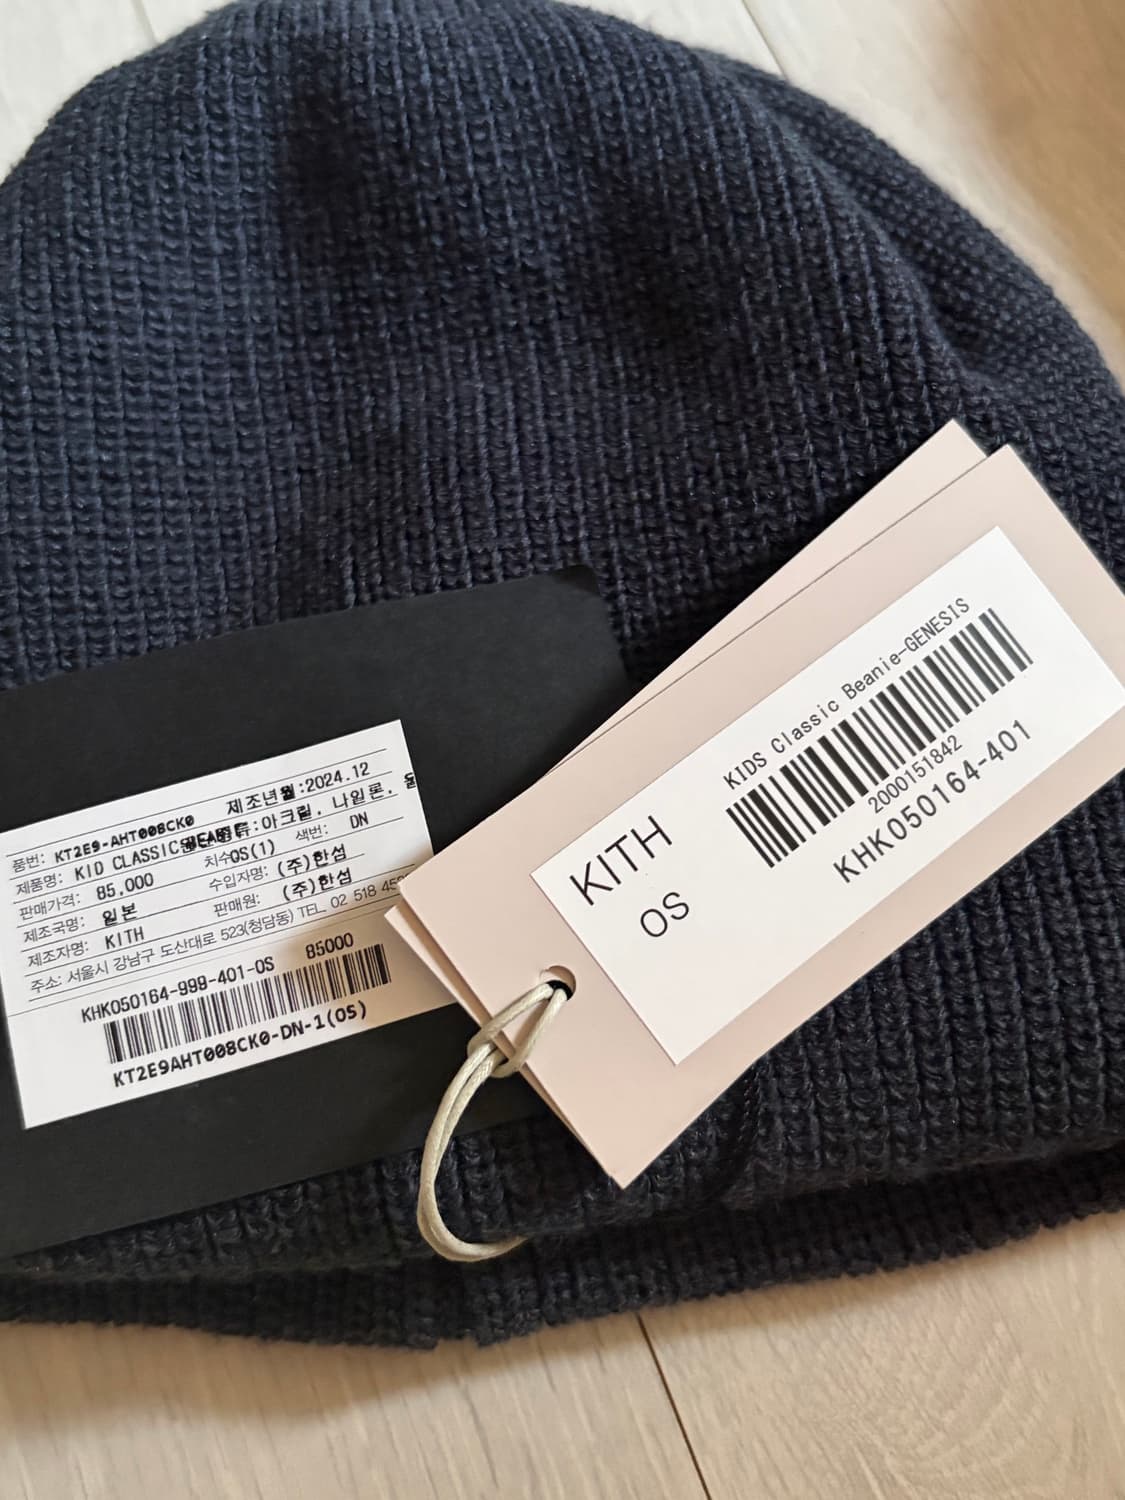 제조년월:2024.12
품번: KT2E9-AHT008CK0
제품명: KID CLASSIC :아크릴, 나일론,
판매가격: 85,000 치수OS(1) 색번: DN
제조국명: 일본 수입자명: (주)한섬
제조자명: KITH 판매원: (주)한섬
주소: 서울시 강남구 도산대로 523(청담동) TEL 02 518
KHK050164-999-401-OS 85000
KT2E9AHT008CK0-DN-1(OS)
KITH
OS
KIDS Classic Beanie-GENESIS
2000151842
KHK050164-401